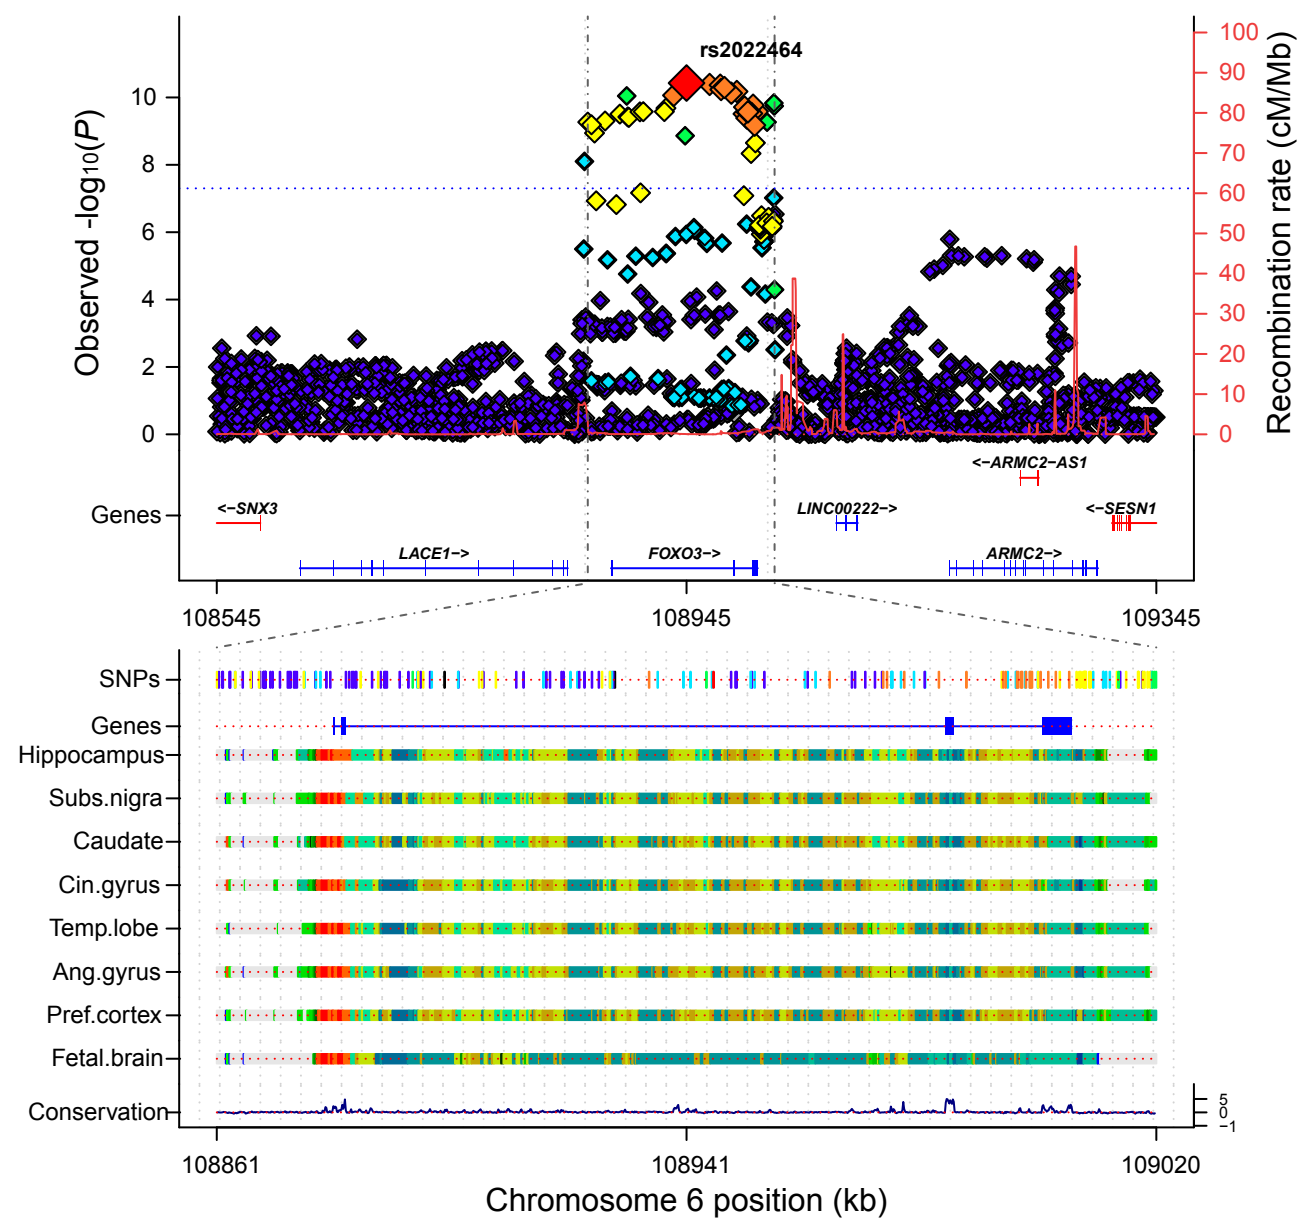 rs2022464
Observed -log10(P)
10
8
6
4
2
0
100
90
80
70
60
50
40
30
20
10
0
Recombination rate (cM/Mb)
<−ARMC2−AS1
Genes
<−SNX3
LINC00222−>
<−SESN1
LACE1−>
FOXO3−>
ARMC2−>
108545
108945
109345
SNPs
Genes
Hippocampus
Subs.nigra
Caudate
Cin.gyrus
Temp.lobe
Ang.gyrus
Pref.cortex
Fetal.brain
Conservation
5
0
−1
108861
108941
109020
Chromosome 6 position (kb)